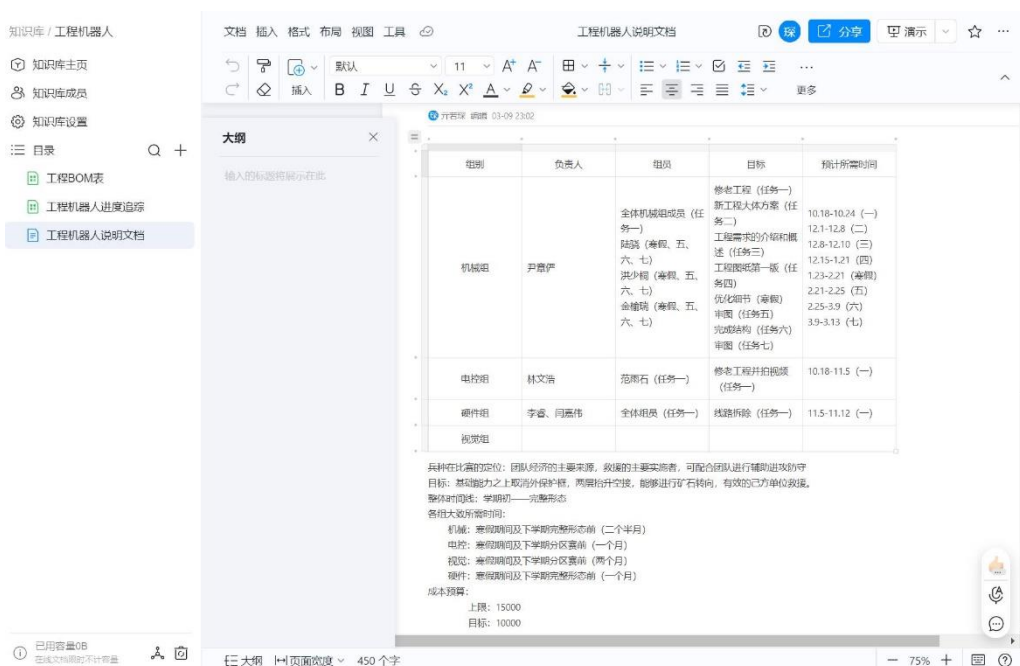 知识库 / 工程机器人
知识库主页
知识库成员
知识库设置
目录
工程BOM表
工程机器人进度追踪
工程机器人说明文档
已用容量0B
在线文档限时不计容量
文档 插入 格式 布局 视图 工具
工程机器人说明文档
琛
分享
演示
插入
默认
11
A+ A-
B I U S X₂ X² A
更多
编辑 03-09 23:02
大纲
输入的标题将展示在此
组别 负责人 组员 目标 预计所需时间
机械组
全体机械组成员（任
务一）
陆骁（寒假、五、
六、七）
洪少桐（寒假、五、
六、七）
金榆瑞（寒假、五、
六、七）
修老工程（任务一）
新工程大体方案（任
务二）
工程需求的介绍和概
述（任务三）
工程图纸第一版（任
务四）
优化细节（寒假）
审图（任务五）
完成结构（任务六）
审图（任务七）
10.18-10.24（一）
12.1-12.8（二）
12.8-12.10（三）
12.15-1.21（四）
1.23-2.21（寒假）
2.21-2.25（五）
2.25-3.9（六）
3.9-3.13（七）
电控组 林文浩 范雨石（任务一）
修老工程并拍视频
（任务一）
10.18-11.5（一）
硬件组 李睿、闫嘉伟 全体组员（任务一） 线路拆除（任务一） 11.5-11.12（一）
视觉组
兵种在比赛的定位：团队经济的主要来源，救援的主要实施者，可配合团队进行辅助进攻防守
目标：基础能力之上取消外保护框，两层抬升空接，能够进行矿石转向，有效的己方单位救援。
整体时间线：学期初——完整形态
各组大致所需时间：
机械：寒假期间及下学期完整形态前（二个半月）
电控：寒假期间及下学期分区赛前（一个月）
视觉：寒假期间及下学期分区赛前（两个月）
硬件：寒假期间及下学期完整形态前（一个月）
成本预算：
上限：15000
目标：10000
大纲 页面宽度 450 个字
75%